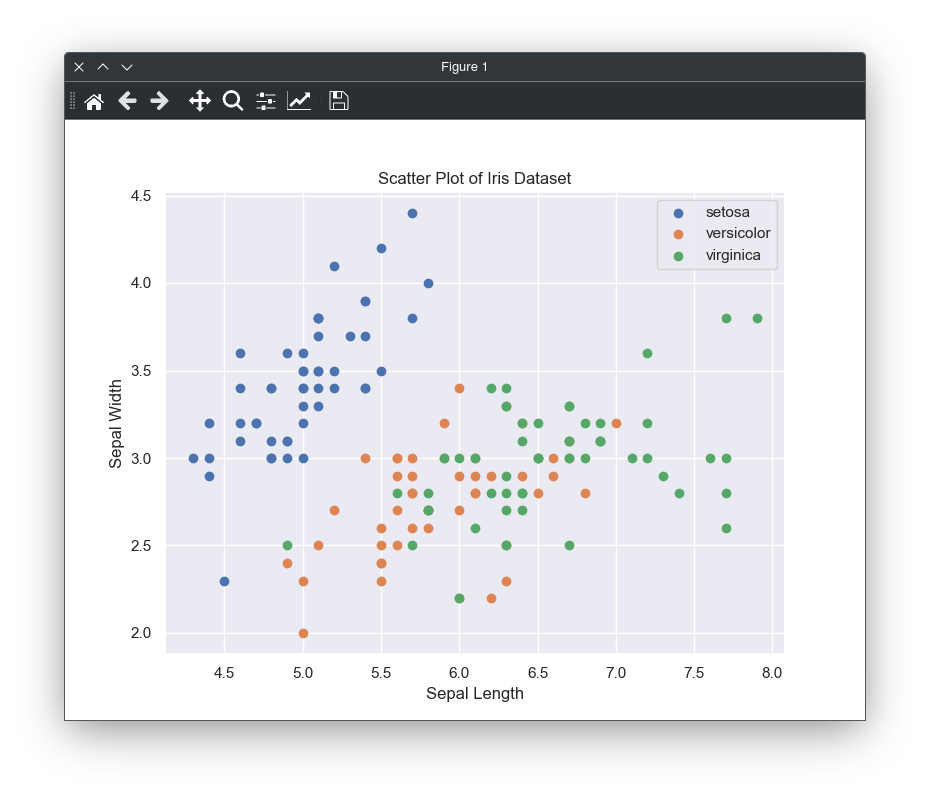 Figure 1
Scatter Plot of Iris Dataset
4.5
4.0
3.5
3.0
2.5
2.0
Sepal Width
setosa
versicolor
virginica
4.5 5.0 5.5 6.0 6.5 7.0 7.5 8.0
Sepal Length